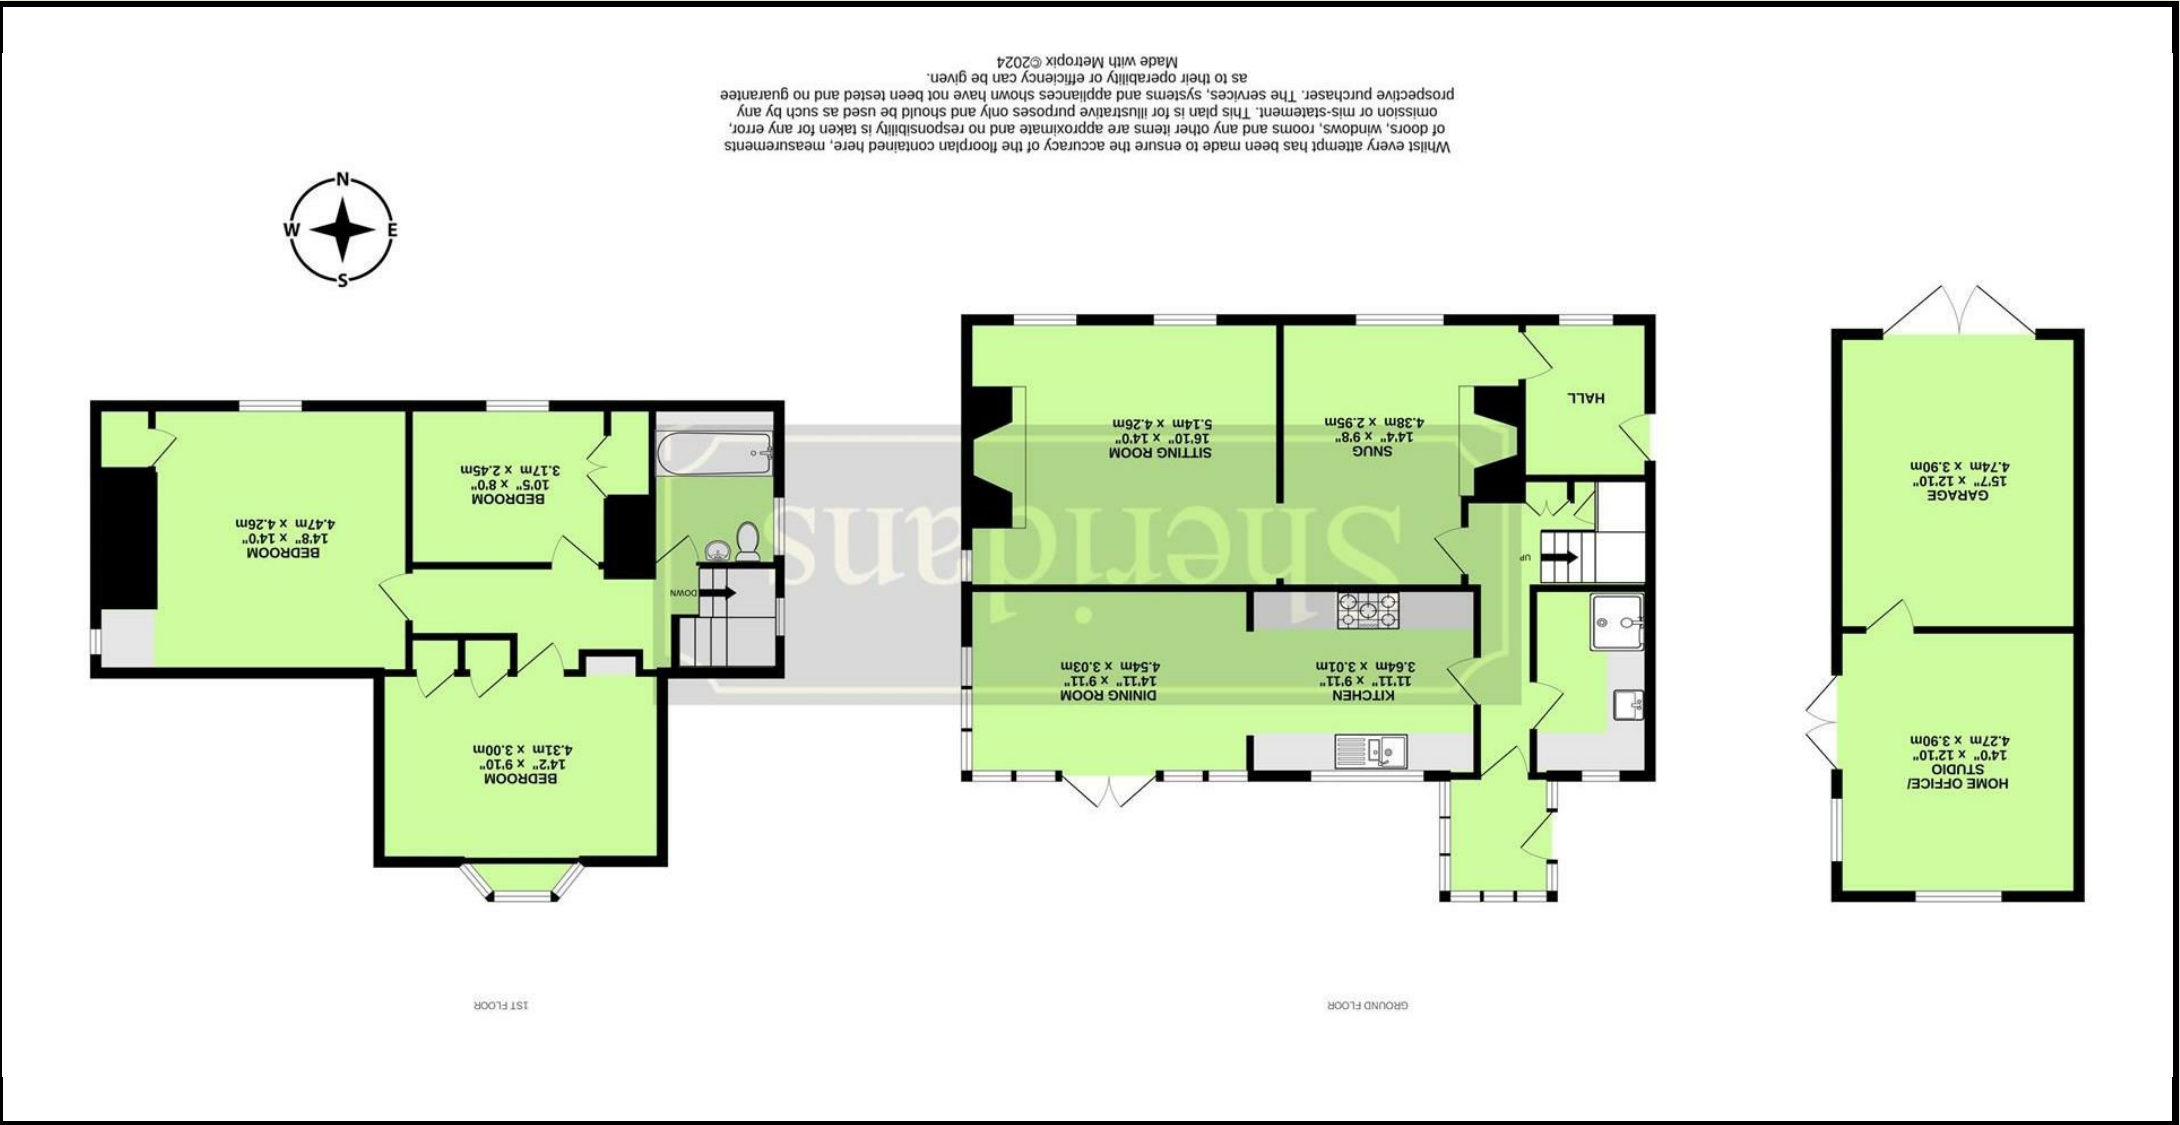 GROUND FLOOR
1ST FLOOR
HOME OFFICE/
STUDIO
14'0" x 12'10"
4.27m x 3.90m
GARAGE
15'7" x 12'10"
4.74m x 3.90m
KITCHEN
11'11" x 9'11"
3.64m x 3.01m
DINING ROOM
14'11" x 9'11"
4.54m x 3.03m
UP
SNUG
14'4" x 9'8"
4.38m x 2.95m
SITTING ROOM
16'10" x 14'0"
5.14m x 4.26m
HALL
BEDROOM
14'2" x 9'10"
4.31m x 3.00m
DOWN
BEDROOM
14'8" x 14'0"
4.47m x 4.26m
BEDROOM
10'5" x 8'0"
3.17m x 2.45m
Sheridans
N
W E
S
Whilst every attempt has been made to ensure the accuracy of the floorplan contained here, measurements
of doors, windows, rooms and any other items are approximate and no responsibility is taken for any error,
omission or mis-statement. This plan is for illustrative purposes only and should be used as such by any
prospective purchaser. The services, systems and appliances shown have not been tested and no guarantee
as to their operability or efficiency can be given.
Made with Metropix ©2024